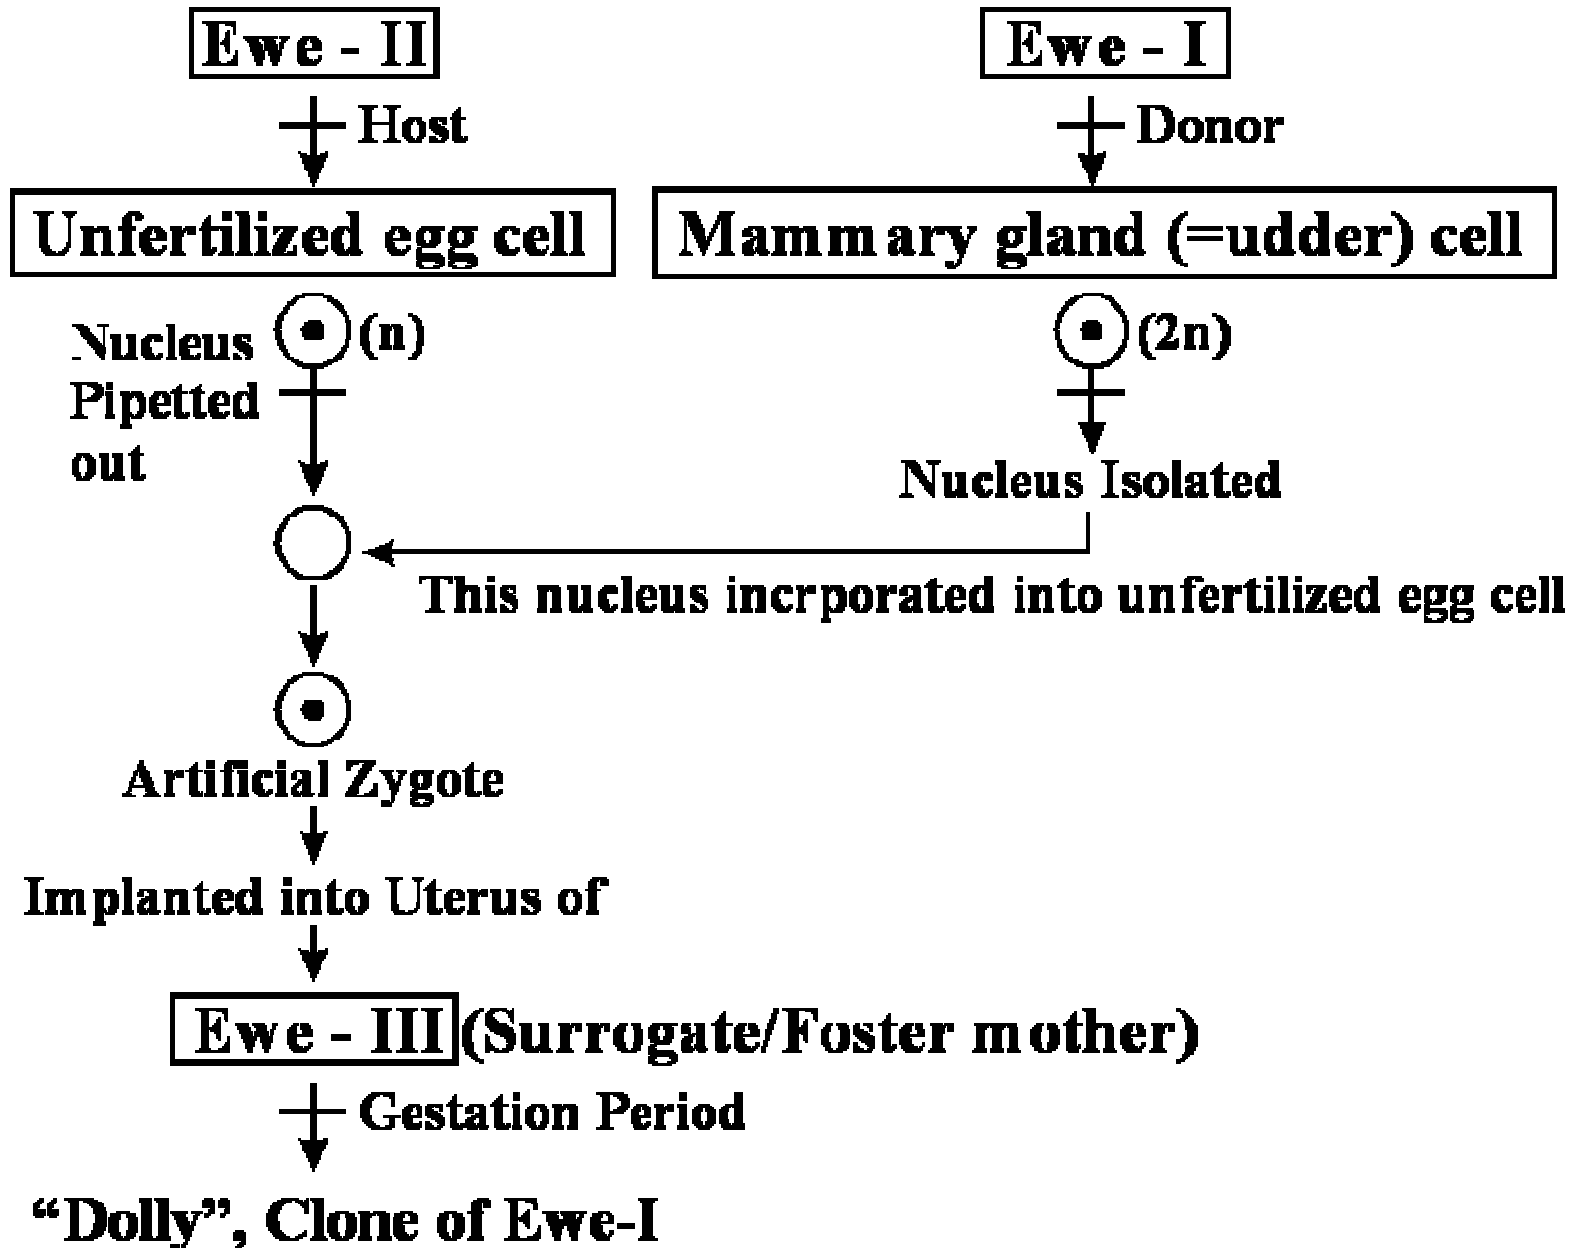 Ewe - II
Ewe - I
Host
Donor
Unfertilized egg cell
Mammary gland (=udder) cell
Nucleus
Pipetted
out
(n)
(2n)
Nucleus Isolated
This nucleus incrporated into unfertilized egg cell
Artificial Zygote
Implanted into Uterus of
Ewe - III (Surrogate/Foster mother)
Gestation Period
“Dolly”, Clone of Ewe-I